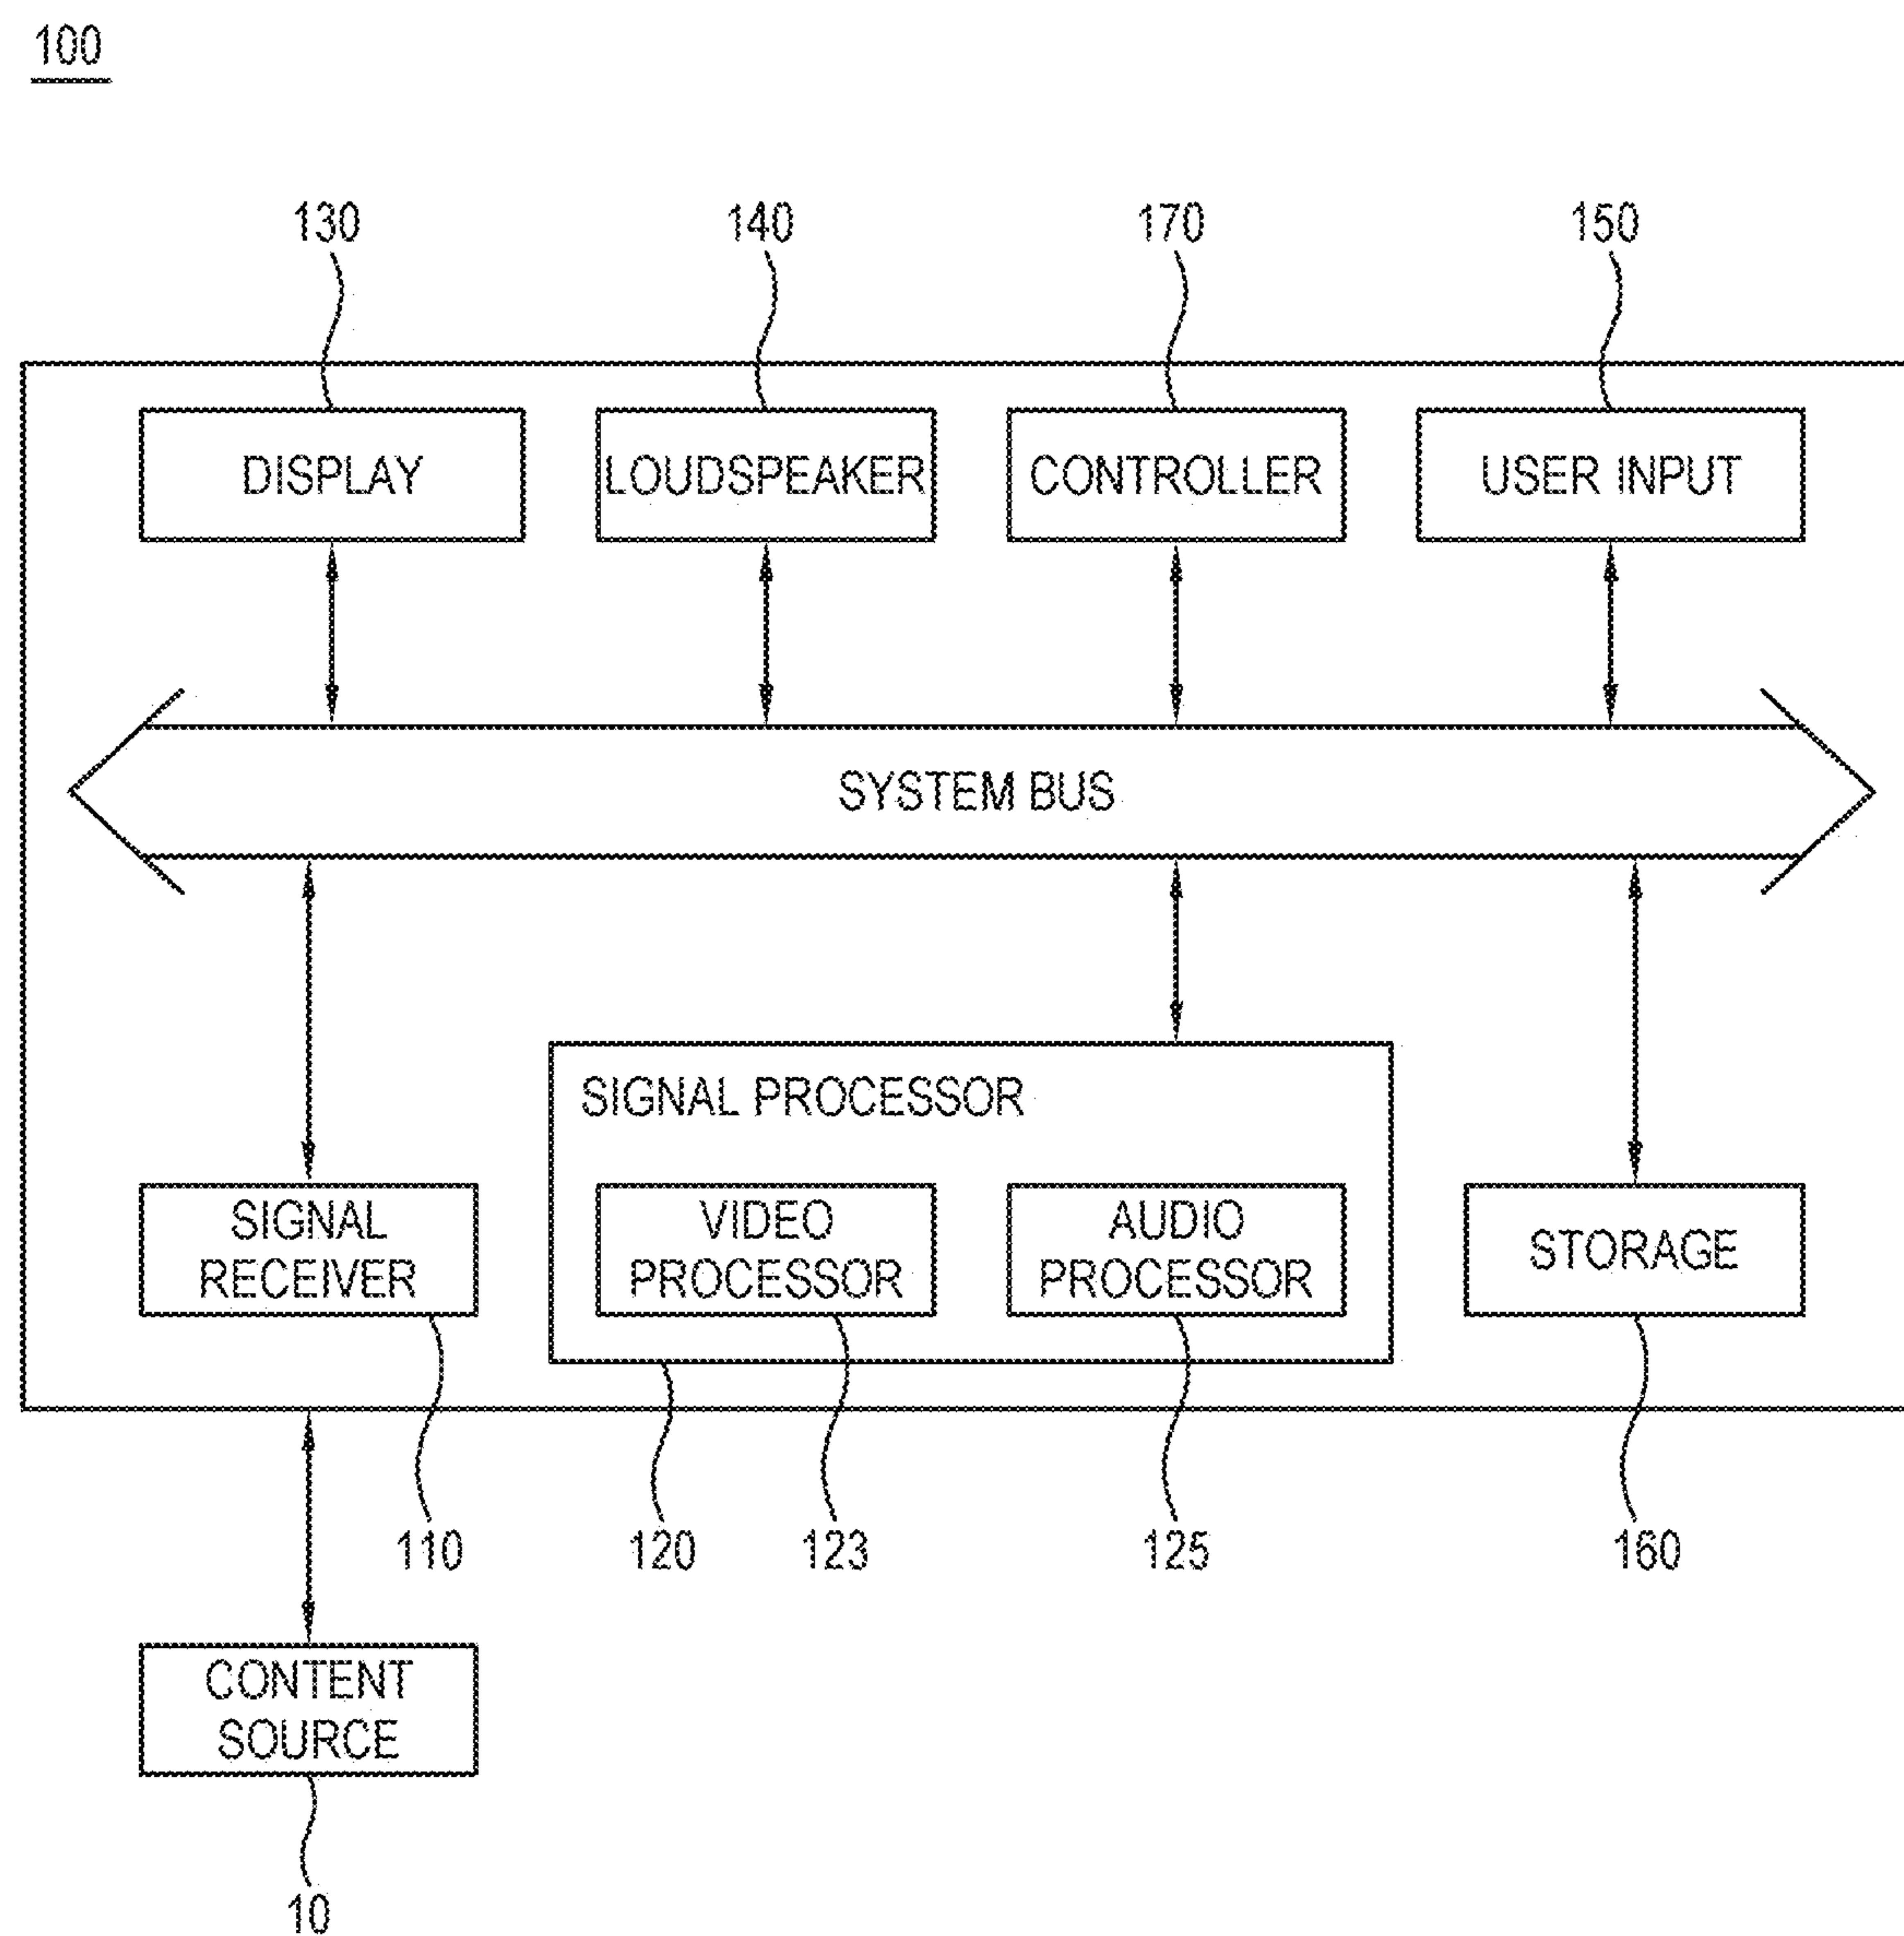 100
130
140
170
150
DISPLAY
LOUDSPEAKER
CONTROLLER
USER INPUT
SYSTEM BUS
SIGNAL PROCESSOR
SIGNAL
RECEIVER
VIDEO
PROCESSOR
AUDIO
PROCESSOR
STORAGE
110
120
123
125
160
CONTENT
SOURCE
10